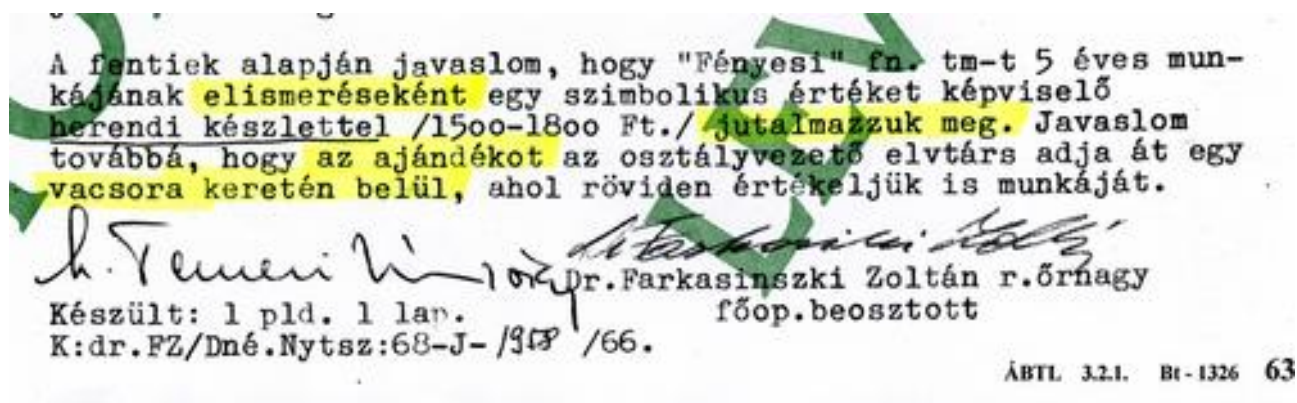 A fentiek alapján javaslom, hogy "Fényesi" fn. tm-t 5 éves mun-
kájának elismeréseként egy szimbolikus értéket képviselő
herendi készlettel /15oo-18oo Ft./ jutalmazzuk meg. Javaslom
továbbá, hogy az ajándékot az osztályvezető elvtárs adja át egy
vacsora keretén belül, ahol röviden értékeljük is munkáját.
Dr.Farkasinszki Zoltán r.őrnagy
Készült: 1 pld. 1 lap. főop.beosztott
K:dr.FZ/Dné.Nytsz:68-J- /1958 /66.
ÁBTL 3.2.1. Bt-1326 63